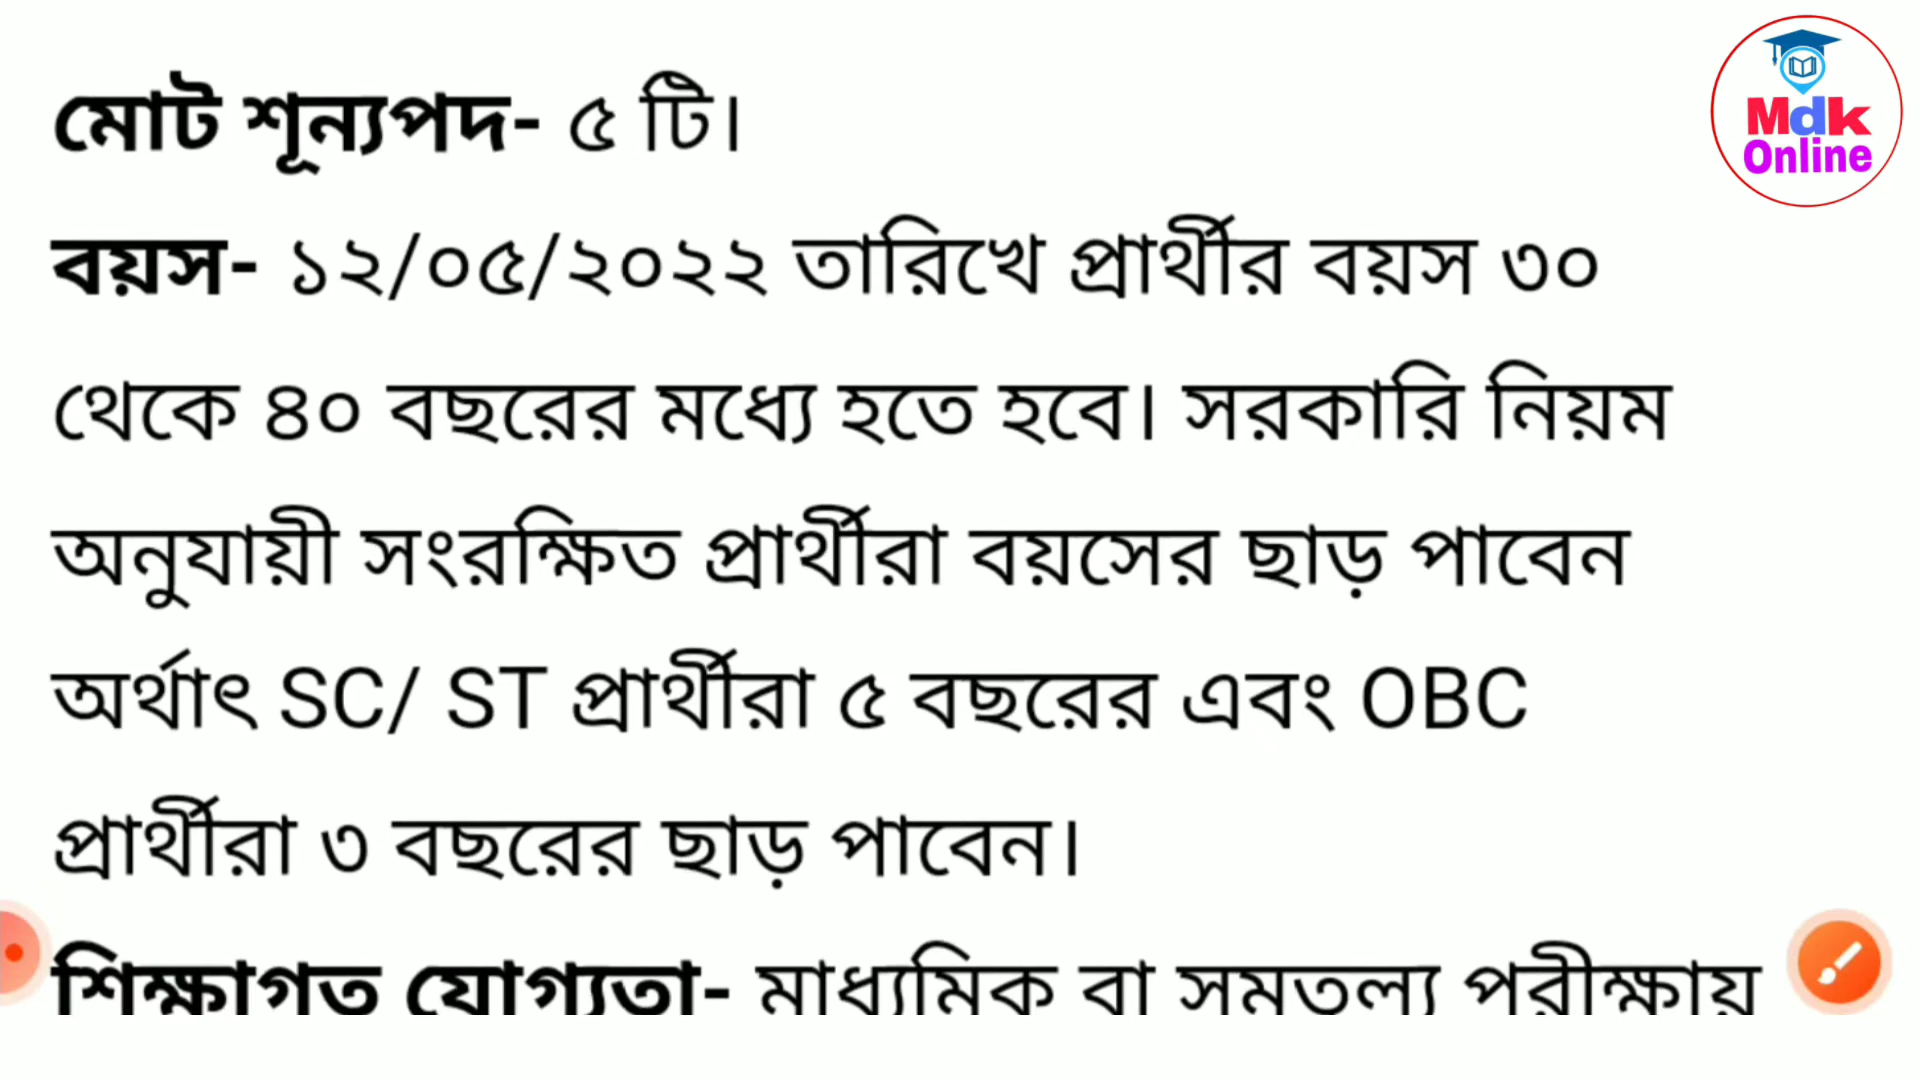 মোট শূন্যপদ- ৫ টি।
বয়স- ১২/০৫/২০২২ তারিখে প্রার্থীর বয়স ৩০
থেকে ৪০ বছরের মধ্যে হতে হবে। সরকারি নিয়ম
অনুযায়ী সংরক্ষিত প্রার্থীরা বয়সের ছাড় পাবেন
অর্থাৎ SC/ ST প্রার্থীরা ৫ বছরের এবং OBC
প্রার্থীরা ৩ বছরের ছাড় পাবেন।
শিক্ষাগত যোগ্যতা- মাধ্যমিক বা সমতল্য পরীক্ষায়
Mdk
Online